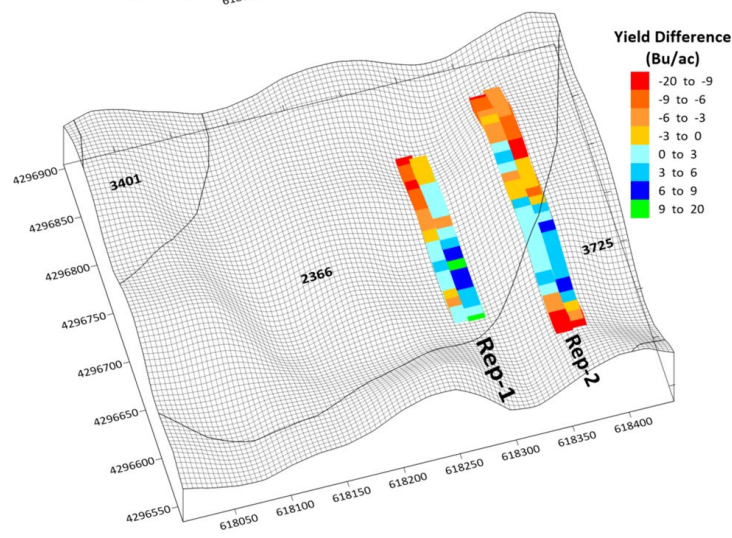 Yield Difference
(Bu/ac)
-20 to -9
-9 to -6
-6 to -3
-3 to 0
0 to 3
3 to 6
6 to 9
9 to 20
4296900
4296850
4296800
4296750
4296700
4296650
4296600
4296550
3401
2366
3725
Rep-1
Rep-2
618050
618100
618150
618200
618250
618300
618350
618400